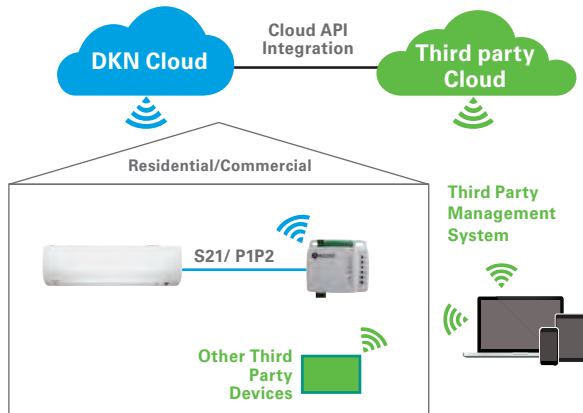 Cloud API
Integration
DKN Cloud
Third party
Cloud
Residential/Commercial
S21/ P1P2
Third Party
Management
System
Other Third
Party
Devices